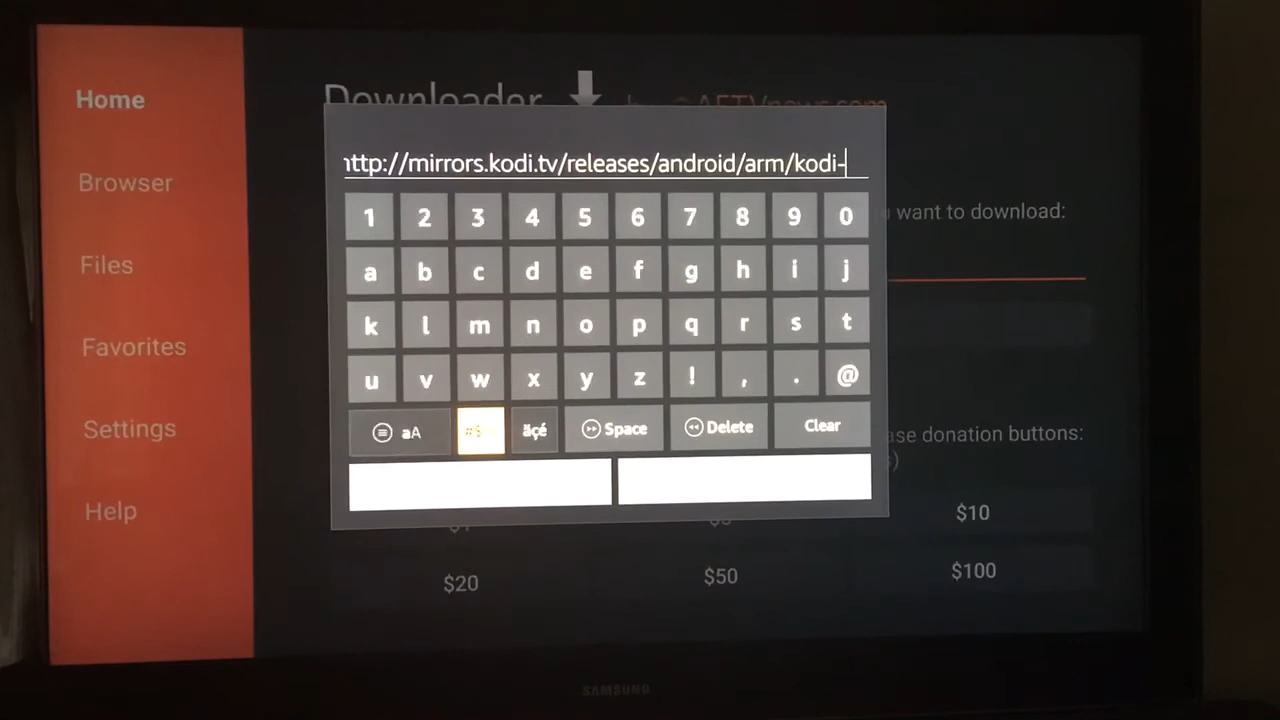 Home
Downloader
Browser
http://mirrors.kodi.tv/releases/android/arm/kodi-
1 2 3 4 5 6 7 8 9 0
want to download:
Files
a b c d e f g h i j
k l m n o p q r s t
Favorites
u v w x y z ! , . @
Settings
aA äçé Space Delete Clear
ase donation buttons:
Help
$10
$20 $50 $100
SAMSUNG